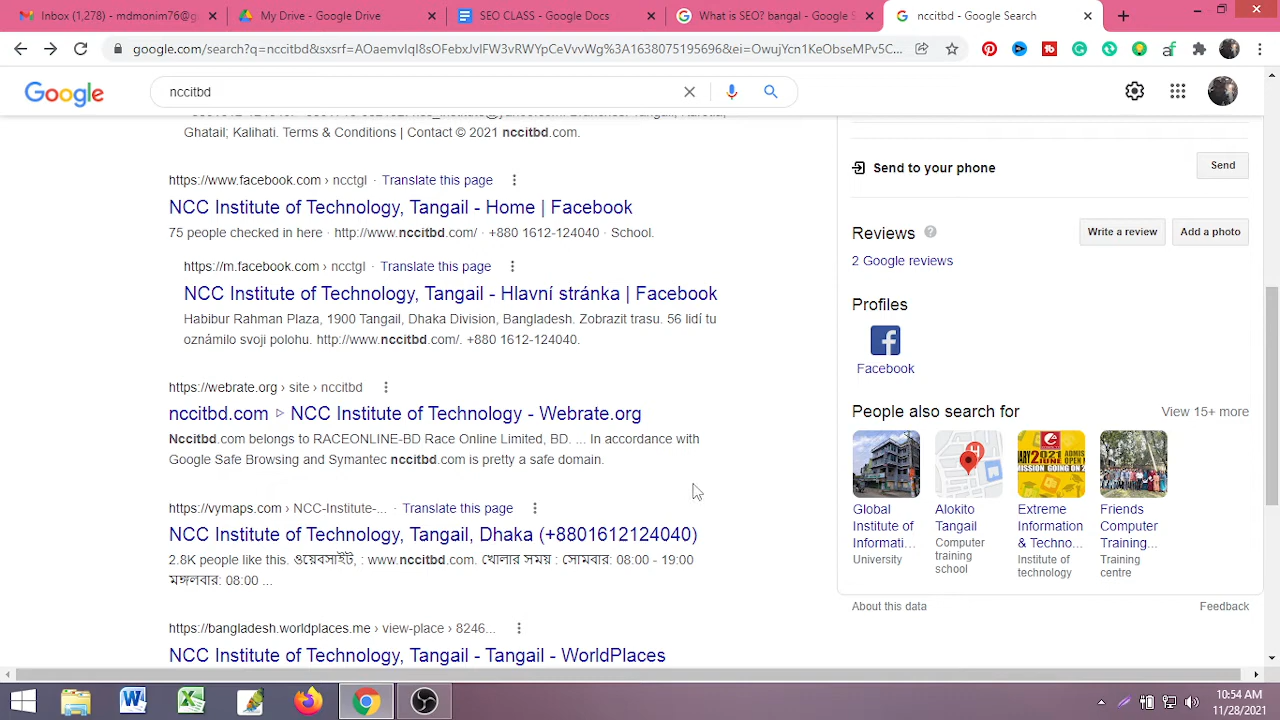 Inbox (1,278) - mdmonim76@g
My Drive - Google Drive
SEO CLASS - Google Docs
What is SEO? bangal - Google S
nccitbd - Google Search
google.com/search?q=nccitbd&sxsrf=AOaemvIqI8sOFebxJvlFW3vRWYpCeVvvWg%3A1638075195696&ei=OwujYcn1KeObseMPv5C...
Google
nccitbd
Ghatail; Kalihati. Terms & Conditions | Contact © 2021 nccitbd.com.
https://www.facebook.com › ncctgl · Translate this page
NCC Institute of Technology, Tangail - Home | Facebook
75 people checked in here · http://www.nccitbd.com/ · +880 1612-124040 · School.
https://m.facebook.com › ncctgl · Translate this page
NCC Institute of Technology, Tangail - Hlavní stránka | Facebook
Habibur Rahman Plaza, 1900 Tangail, Dhaka Division, Bangladesh. Zobrazit trasu. 56 lidí tu
oznámilo svoji polohu. http://www.nccitbd.com/. +880 1612-124040.
https://webrate.org › site › nccitbd
nccitbd.com ▷ NCC Institute of Technology - Webrate.org
Nccitbd.com belongs to RACEONLINE-BD Race Online Limited, BD. ... In accordance with
Google Safe Browsing and Symantec nccitbd.com is pretty a safe domain.
https://vymaps.com › NCC-Institute-... Translate this page
NCC Institute of Technology, Tangail, Dhaka (+8801612124040)
2.8K people like this. ওয়েবসাইট, : www.nccitbd.com. খোলার সময় : সোমবার: 08:00 - 19:00
মঙ্গলবার: 08:00 ...
https://bangladesh.worldplaces.me › view-place › 8246...
NCC Institute of Technology, Tangail - Tangail - WorldPlaces
Send to your phone
Send
Reviews
Write a review
Add a photo
2 Google reviews
Profiles
Facebook
People also search for
View 15+ more
Global
Institute of
Informati...
University
Alokito
Tangail
Computer
training
school
Extreme
Information
& Techno...
Institute of
technology
Friends
Computer
Training...
Training
centre
About this data
Feedback
10:54 AM
11/28/2021